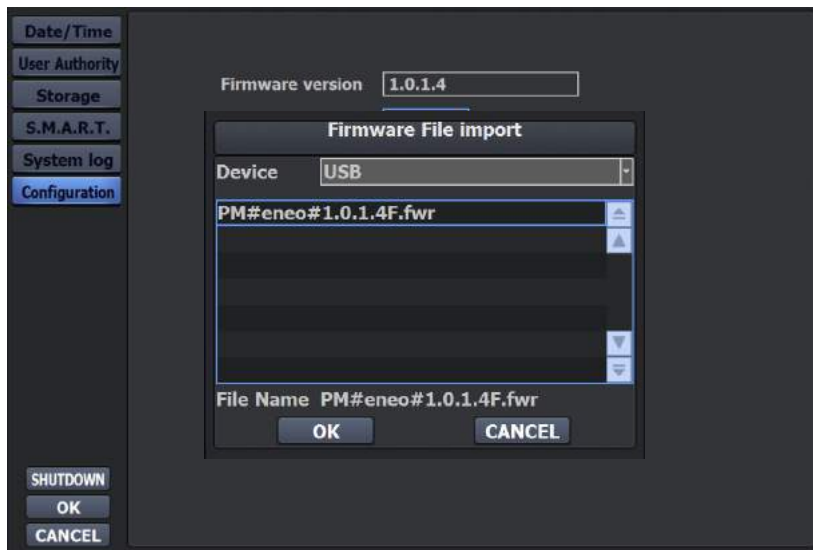 Date/Time
User Authority
Storage
S.M.A.R.T.
System log
Configuration
Firmware version 1.0.1.4
Firmware File import
Device USB
PM#eneo#1.0.1.4F.fwr
File Name PM#eneo#1.0.1.4F.fwr
OK CANCEL
SHUTDOWN
OK
CANCEL